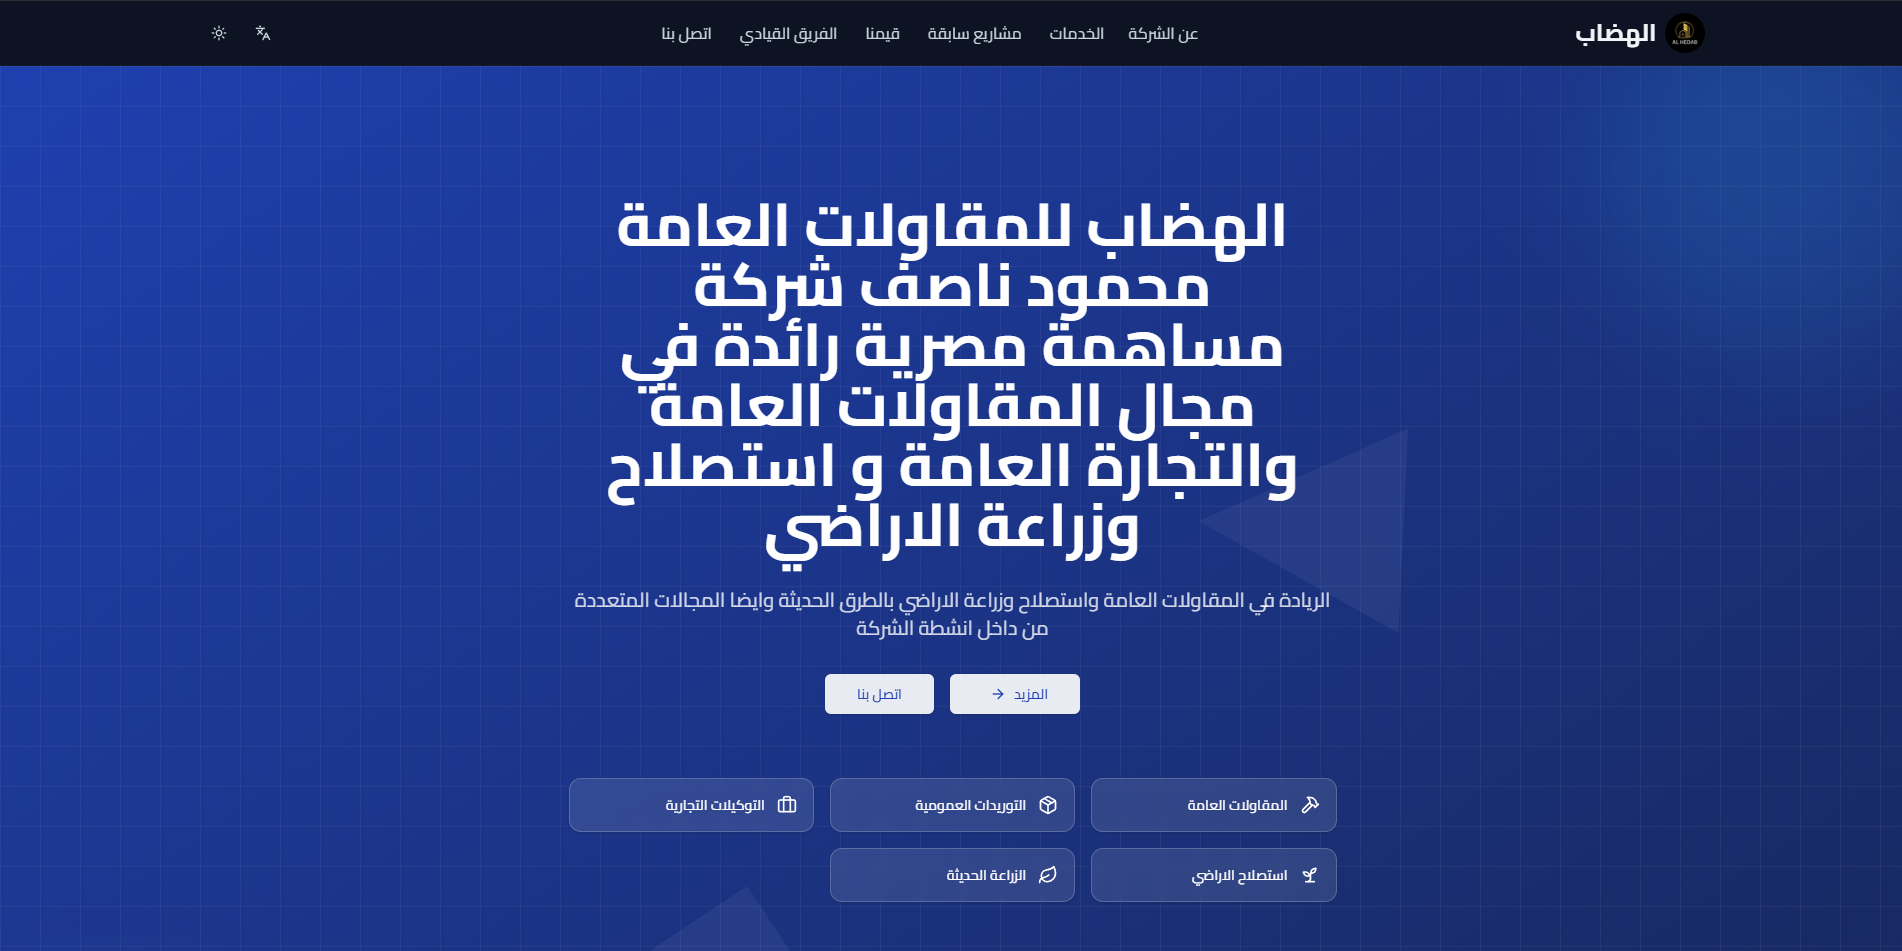 الهضاب
AL HEDAB
عن الشركة
الخدمات
مشاريع سابقة
قيمنا
الفريق القيادي
اتصل بنا
الهضاب للمقاولات العامة
محمود ناصف شركة
مساهمة مصرية رائدة في
مجال المقاولات العامة
والتجارة العامة و استصلاح
وزراعة الاراضي
الريادة في المقاولات العامة واستصلاح وزراعة الاراضي بالطرق الحديثة وايضا المجالات المتعددة
من داخل انشطة الشركة
المزيد
اتصل بنا
المقاولات العامة
التوريدات العمومية
التوكيلات التجارية
استصلاح الاراضي
الزراعة الحديثة